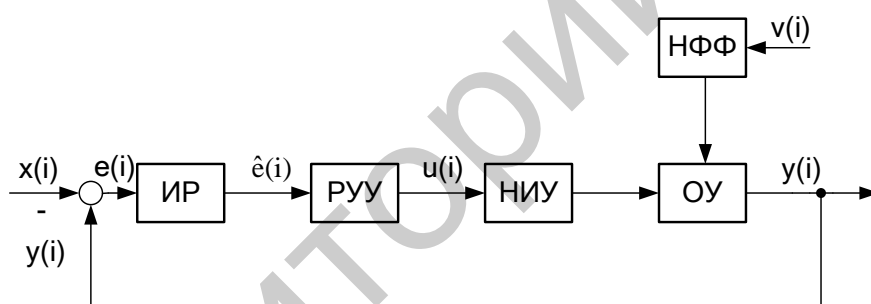 НФФ
v(i)
x(i)
e(i)
ИР
ê(i)
РУУ
u(i)
НИУ
ОУ
y(i)
-
y(i)